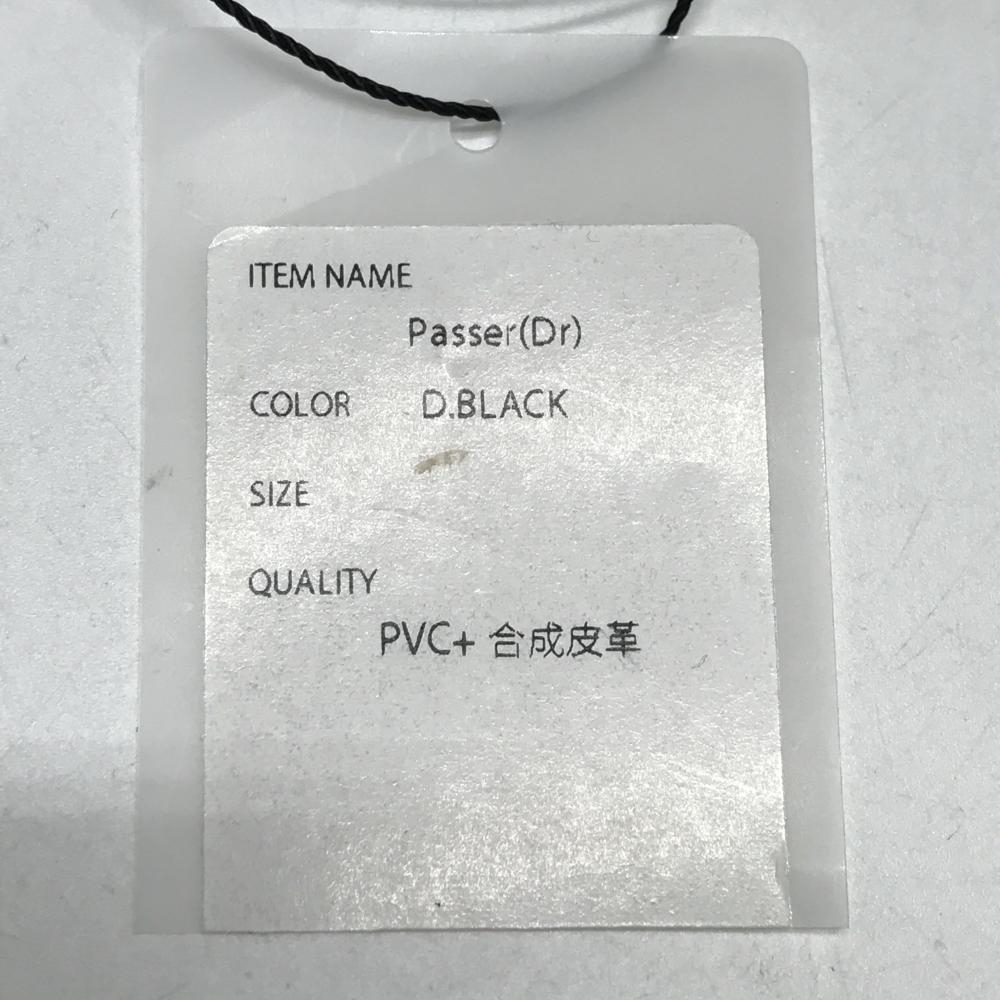 ITEM NAME
Passer(Dr)
COLOR D.BLACK
SIZE
QUALITY
PVC+ 合成皮革